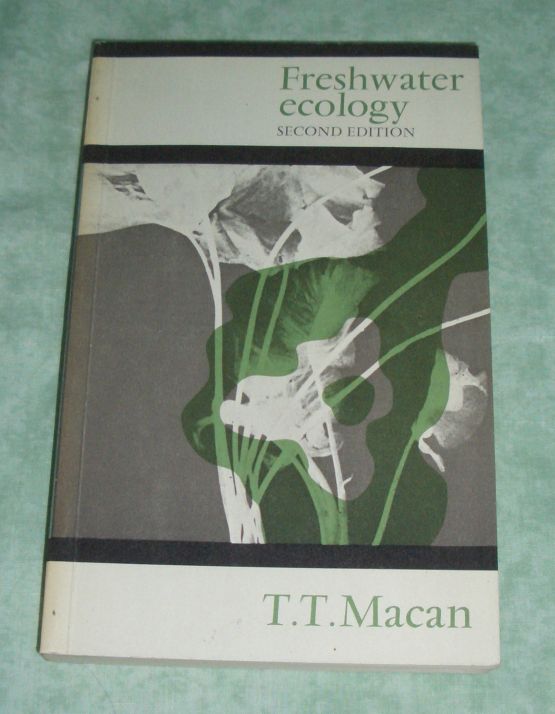 Freshwater
ecology
SECOND EDITION
T.T.Macan